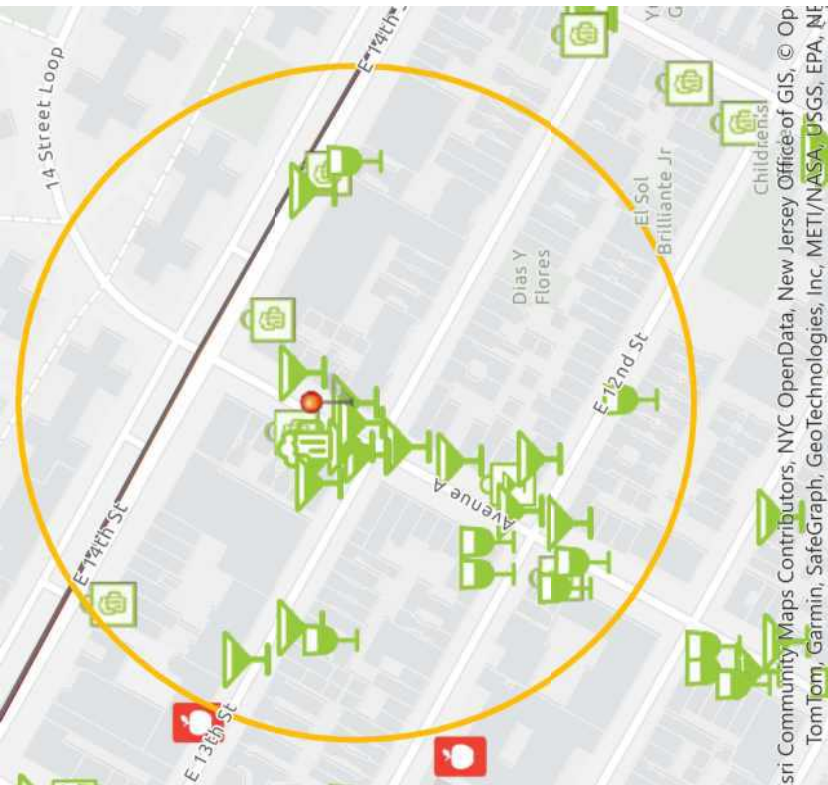 14 Street Loop
E 14th St
Dias Y
Flores
El Sol
Brilliante Jr
Children's
E 12nd St
Avenue A
E 14th St
E 13th St
sri Community Maps Contributors, NYC OpenData, New Jersey Office of GIS, © Op
TomTom, Garmin, SafeGraph, GeoTechnologies, Inc, METI/NASA, USGS, EPA, NP